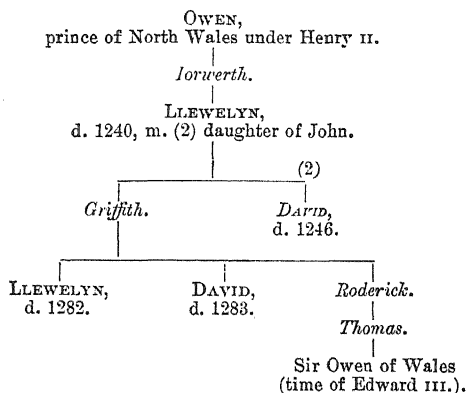 OWEN,
prince of North Wales under Henry II.
Iorwerth.
LLEWELYN,
d. 1240, m. (2) daughter of John.
(2)
Griffith. DAVID,
d. 1246.
LLEWELYN, DAVID, Roderick.
d. 1282. d. 1283.
Thomas.
Sir Owen of Wales
(time of Edward III.).